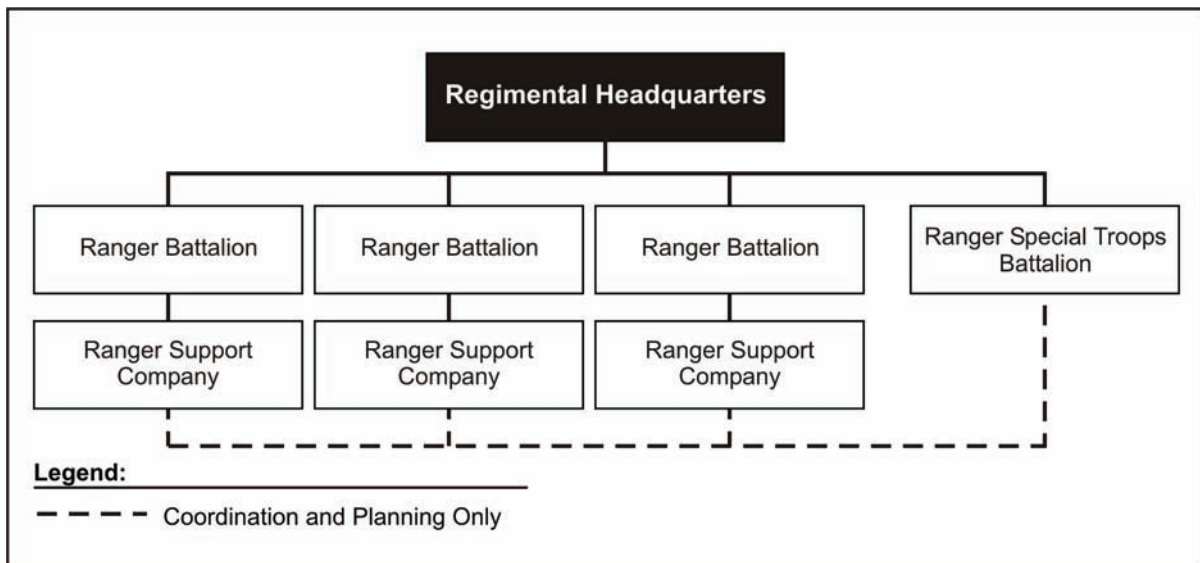 Regimental Headquarters
Ranger Battalion
Ranger Battalion
Ranger Battalion
Ranger Special Troops
Battalion
Ranger Support
Company
Ranger Support
Company
Ranger Support
Company
Legend:
Coordination and Planning Only